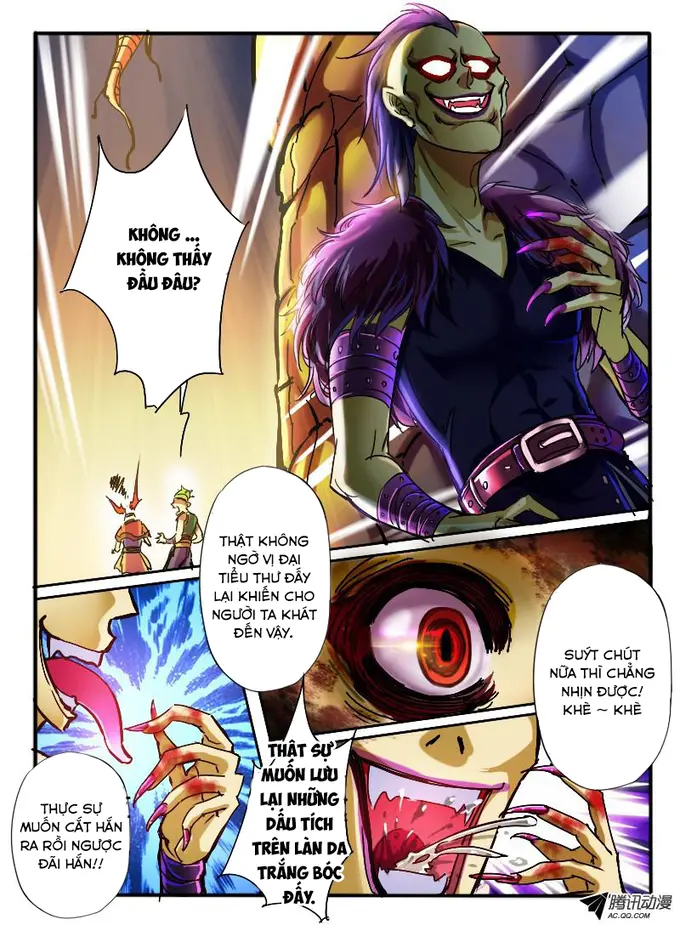 KHÔNG ...
KHÔNG THẤY
ĐẦU ĐÂU?
THẬT KHÔNG
NGỜ VỊ ĐẠI
TIỂU THƯ ĐẤY
LẠI KHIẾN CHO
NGƯỜI TA KHÁT
ĐẾN VẬY.
SUÝT CHÚT
NỮA THÌ CHẲNG
NHỊN ĐƯỢC!
KHÈ ~ KHÈ
THẬT SỰ
MUỐN LƯU
LẠI NHỮNG
DẤU TÍCH
TRÊN LÀN DA
TRẮNG BÓC
ĐẤY.
THỰC SỰ
MUỐN CẮT HẮN
RA RỒI NGƯỢC
ĐÃI HẮN!!
腾讯动漫
AC.QQ.COM